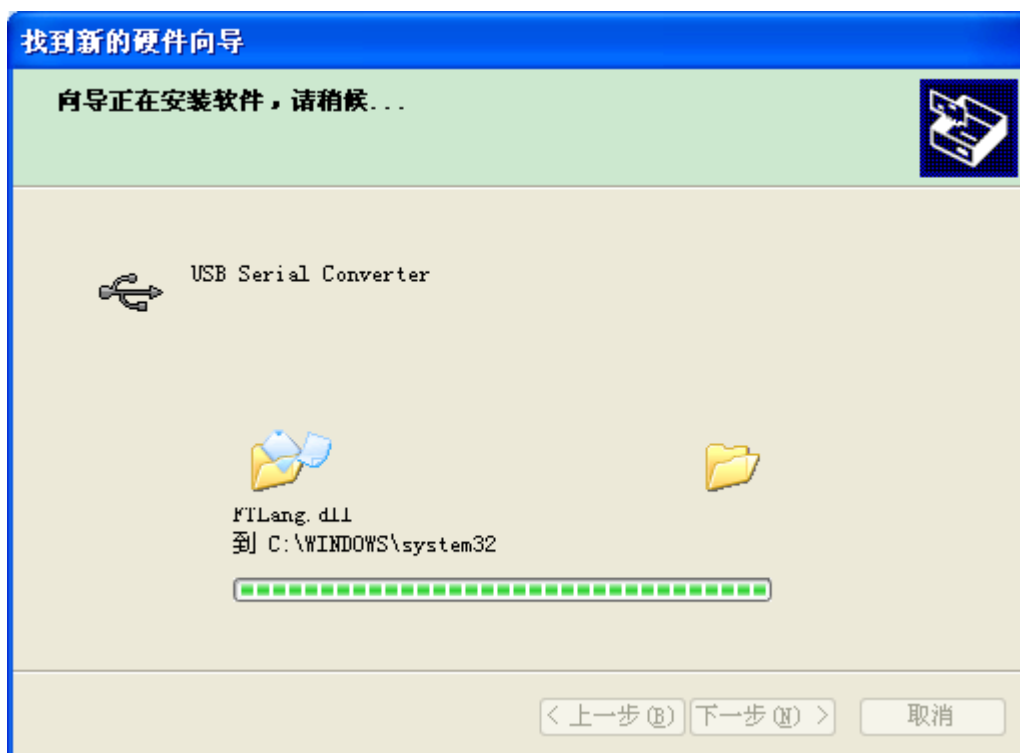 找到新的硬件向导
向导正在安装软件，请稍候...
USB Serial Converter
FTLang.dll
到 C:\WINDOWS\system32
< 上一步(B)
下一步(N) >
取消